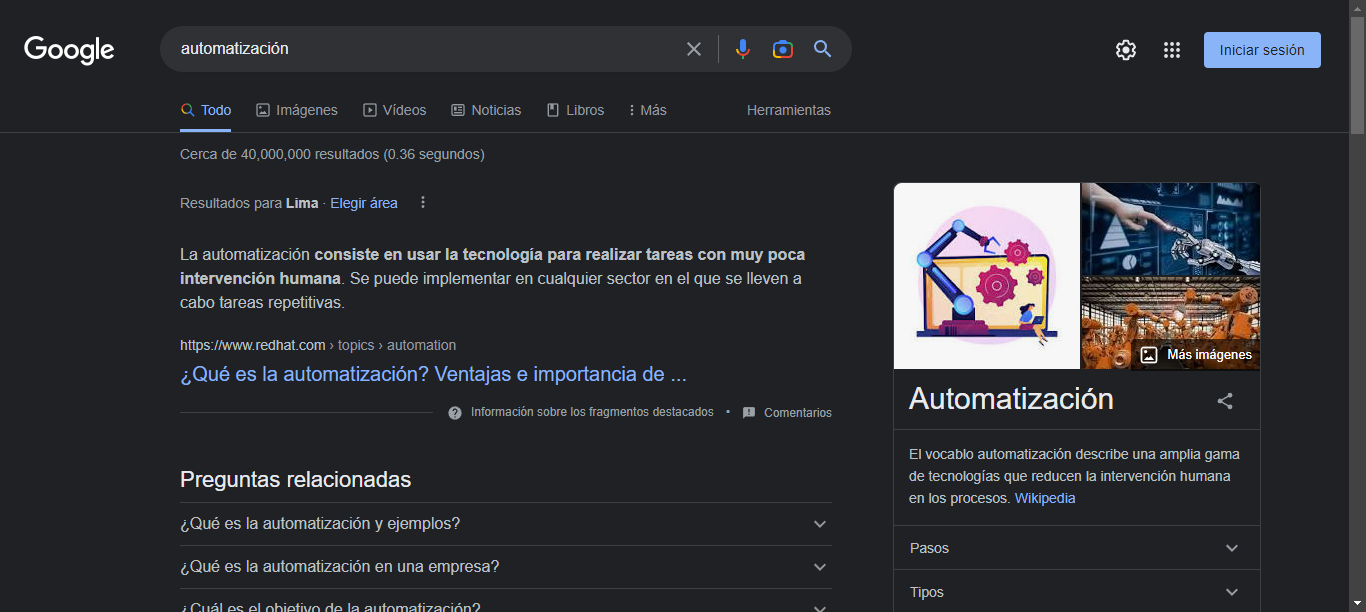 Google
automatización
Iniciar sesión
Todo
Imágenes
Vídeos
Noticias
Libros
Más
Herramientas
Cerca de 40,000,000 resultados (0.36 segundos)
Resultados para Lima · Elegir área
La automatización consiste en usar la tecnología para realizar tareas con muy poca
intervención humana. Se puede implementar en cualquier sector en el que se lleven a
cabo tareas repetitivas.
https://www.redhat.com › topics › automation
¿Qué es la automatización? Ventajas e importancia de ...
Información sobre los fragmentos destacados • Comentarios
Preguntas relacionadas
¿Qué es la automatización y ejemplos?
¿Qué es la automatización en una empresa?
¿Cuál es el objetivo de la automatización?
Más imágenes
Automatización
El vocablo automatización describe una amplia gama
de tecnologías que reducen la intervención humana
en los procesos. Wikipedia
Pasos
Tipos